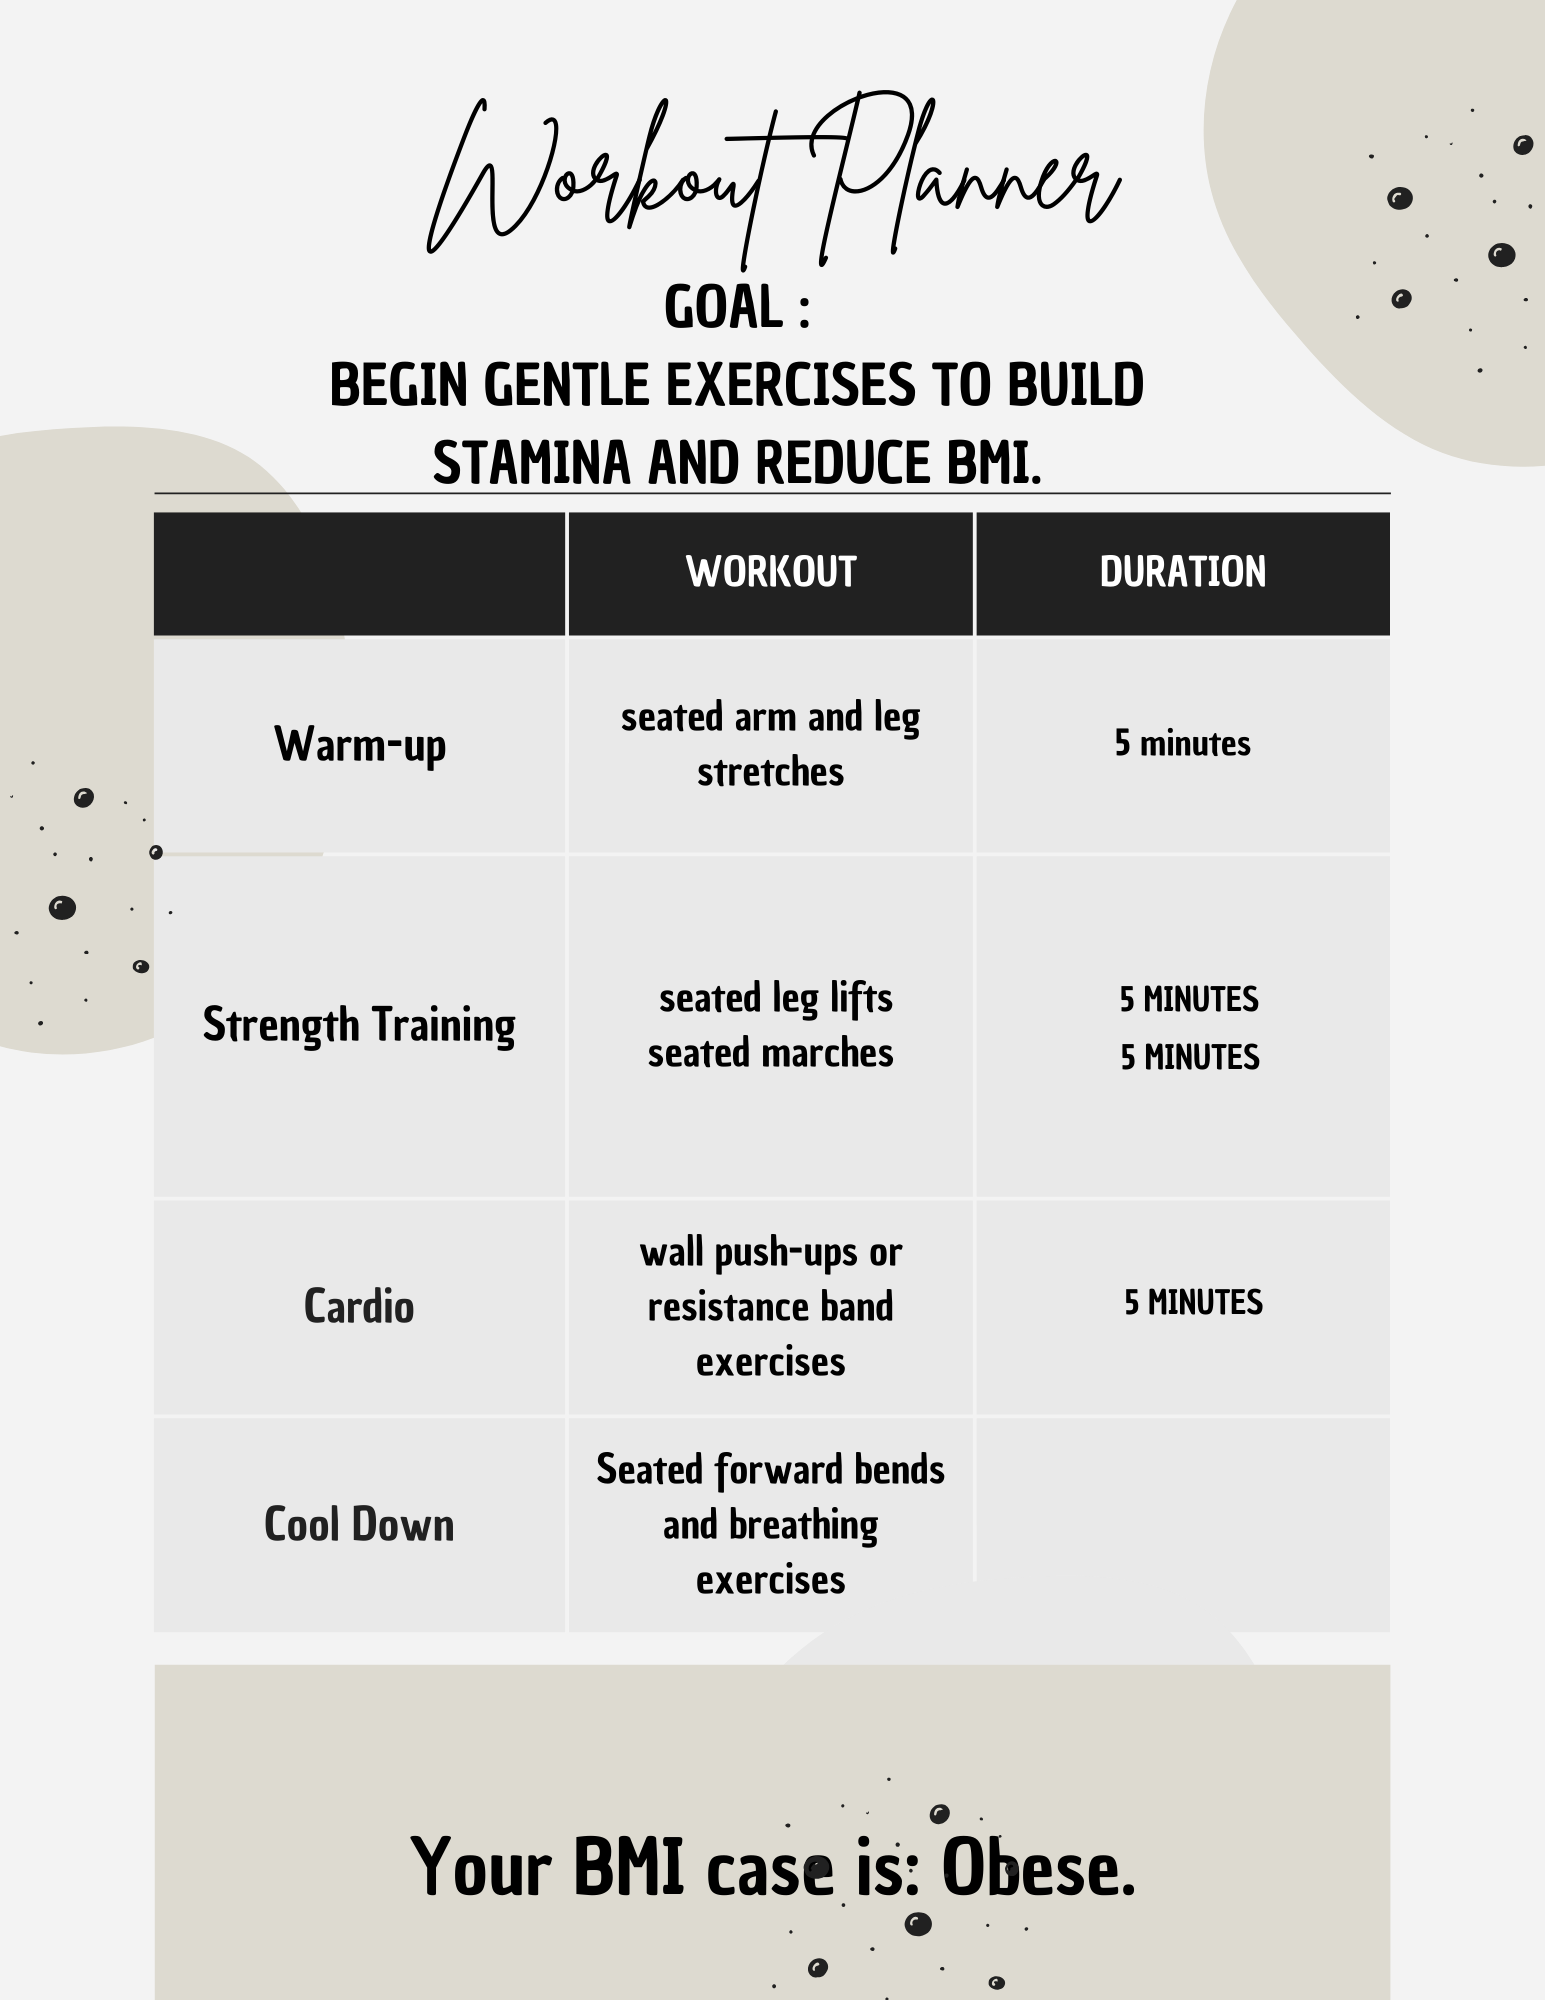 Workout Planner
GOAL :
BEGIN GENTLE EXERCISES TO BUILD
STAMINA AND REDUCE BMI.
WORKOUT
DURATION
Warm-up
seated arm and leg
stretches
5 minutes
Strength Training
seated leg lifts
seated marches
5 MINUTES
5 MINUTES
Cardio
wall push-ups or
resistance band
exercises
5 MINUTES
Cool Down
Seated forward bends
and breathing
exercises
Your BMI case is: Obese.